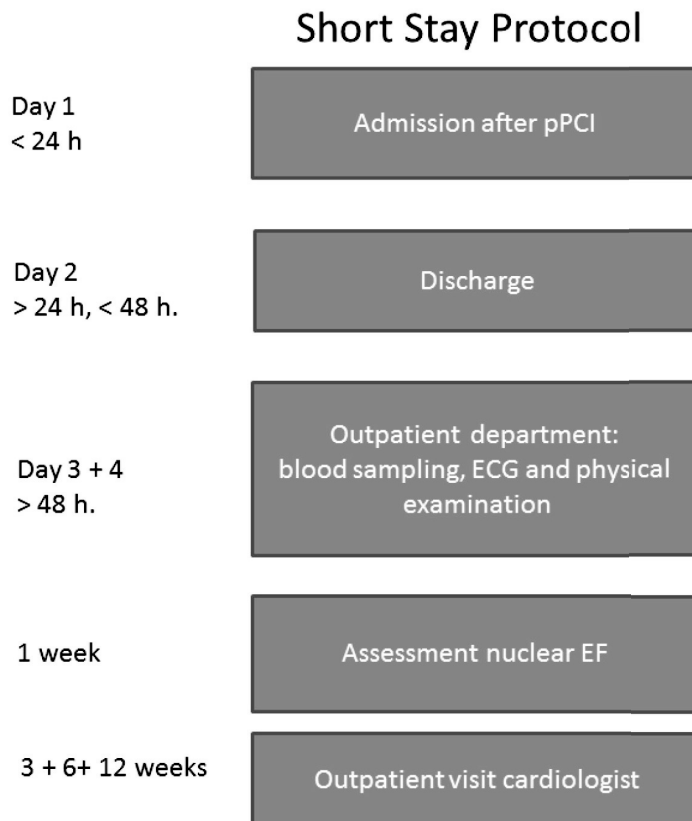 Short Stay Protocol
Day 1
< 24 h
Admission after pPCI
Day 2
> 24 h, < 48 h.
Discharge
Day 3 + 4
> 48 h.
Outpatient department:
blood sampling, ECG and physical
examination
1 week
Assessment nuclear EF
3 + 6+ 12 weeks
Outpatient visit cardiologist